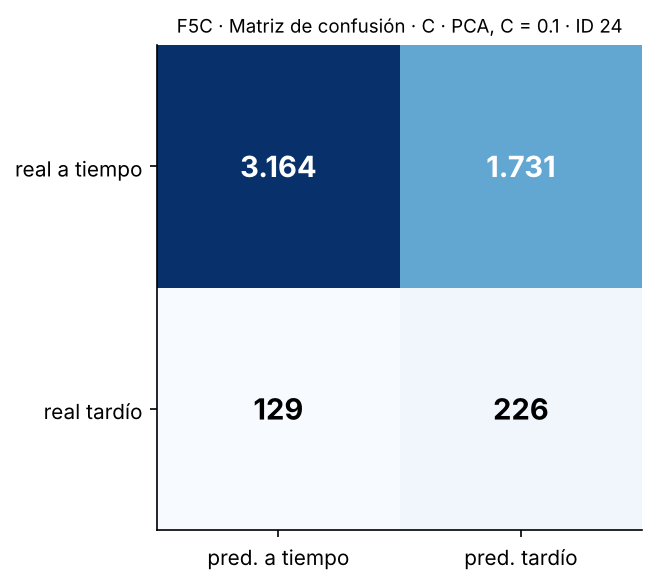 F5C · Matriz de confusión · C · PCA, C = 0.1 · ID 24
real a tiempo
3.164
1.731
real tardío
129
226
pred. a tiempo
pred. tardío